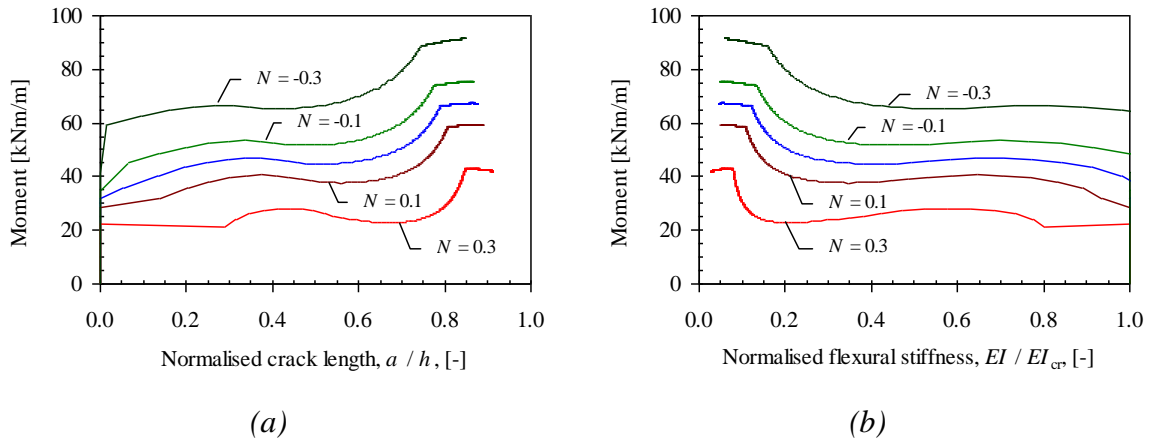 Moment [kNm/m]
100
80
60
40
20
0
N = -0.3
N = -0.1
N = 0.1
N = 0.3
0.0 0.2 0.4 0.6 0.8 1.0
Normalised crack length, a / h, [-]
(a)
Moment [kNm/m]
100
80
60
40
20
0
N = -0.3
N = -0.1
N = 0.1
N = 0.3
0.0 0.2 0.4 0.6 0.8 1.0
Normalised flexural stiffness, EI / EIcr, [-]
(b)